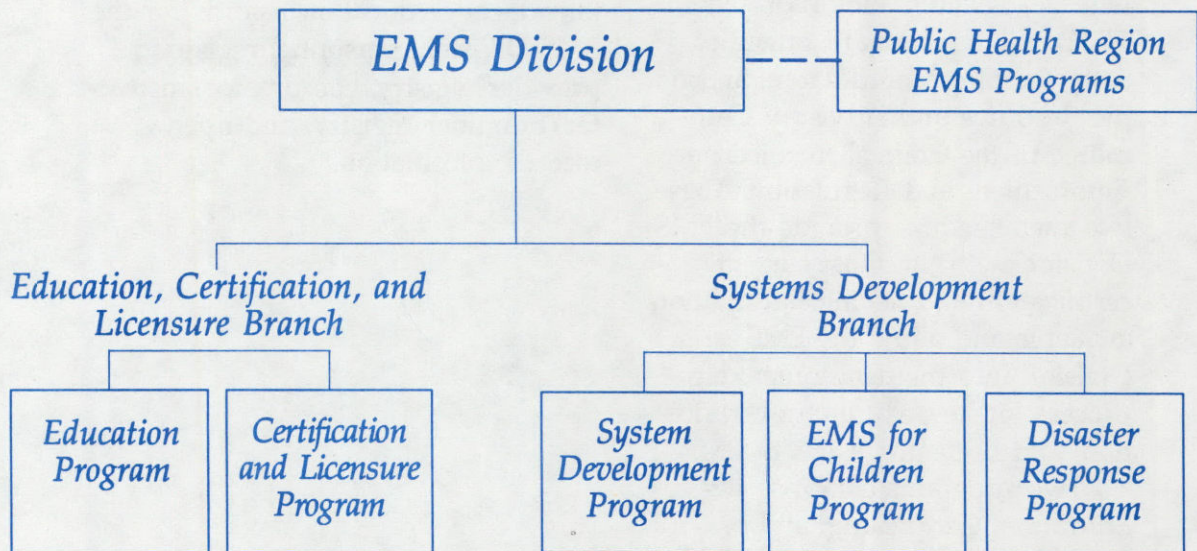 EMS Division
Public Health Region
EMS Programs
Education, Certification, and
Licensure Branch
Systems Development
Branch
Education
Program
Certification
and Licensure
Program
System
Development
Program
EMS for
Children
Program
Disaster
Response
Program